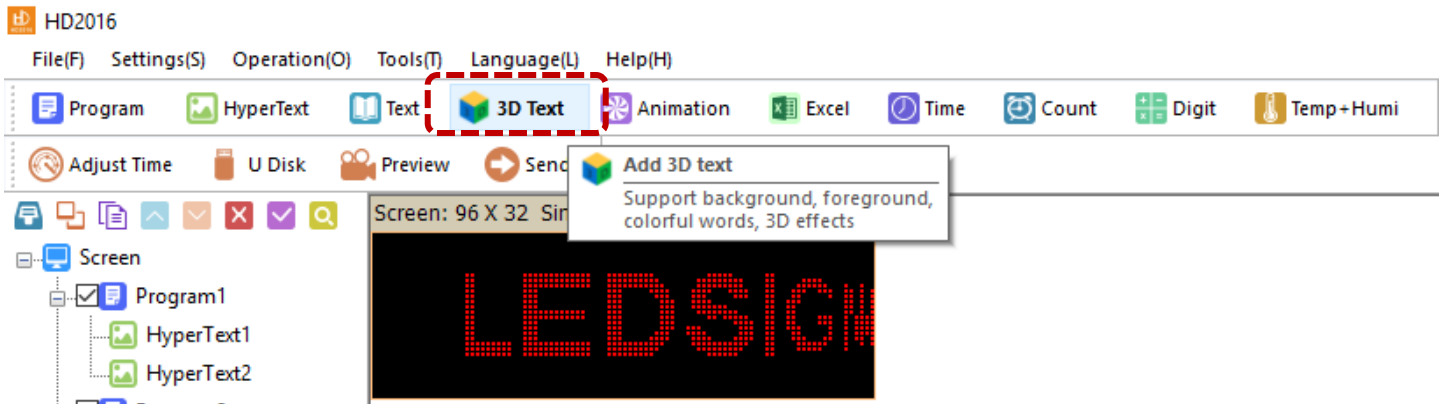 HD2016
File(F) Settings(S) Operation(O) Tools(T) Language(L) Help(H)
Program HyperText Text 3D Text Animation Excel Time Count Digit Temp+Humi
Adjust Time U Disk Preview Send
Add 3D text
Support background, foreground,
colorful words, 3D effects
Screen: 96 X 32
LEDSIGN
Screen
Program1
HyperText1
HyperText2